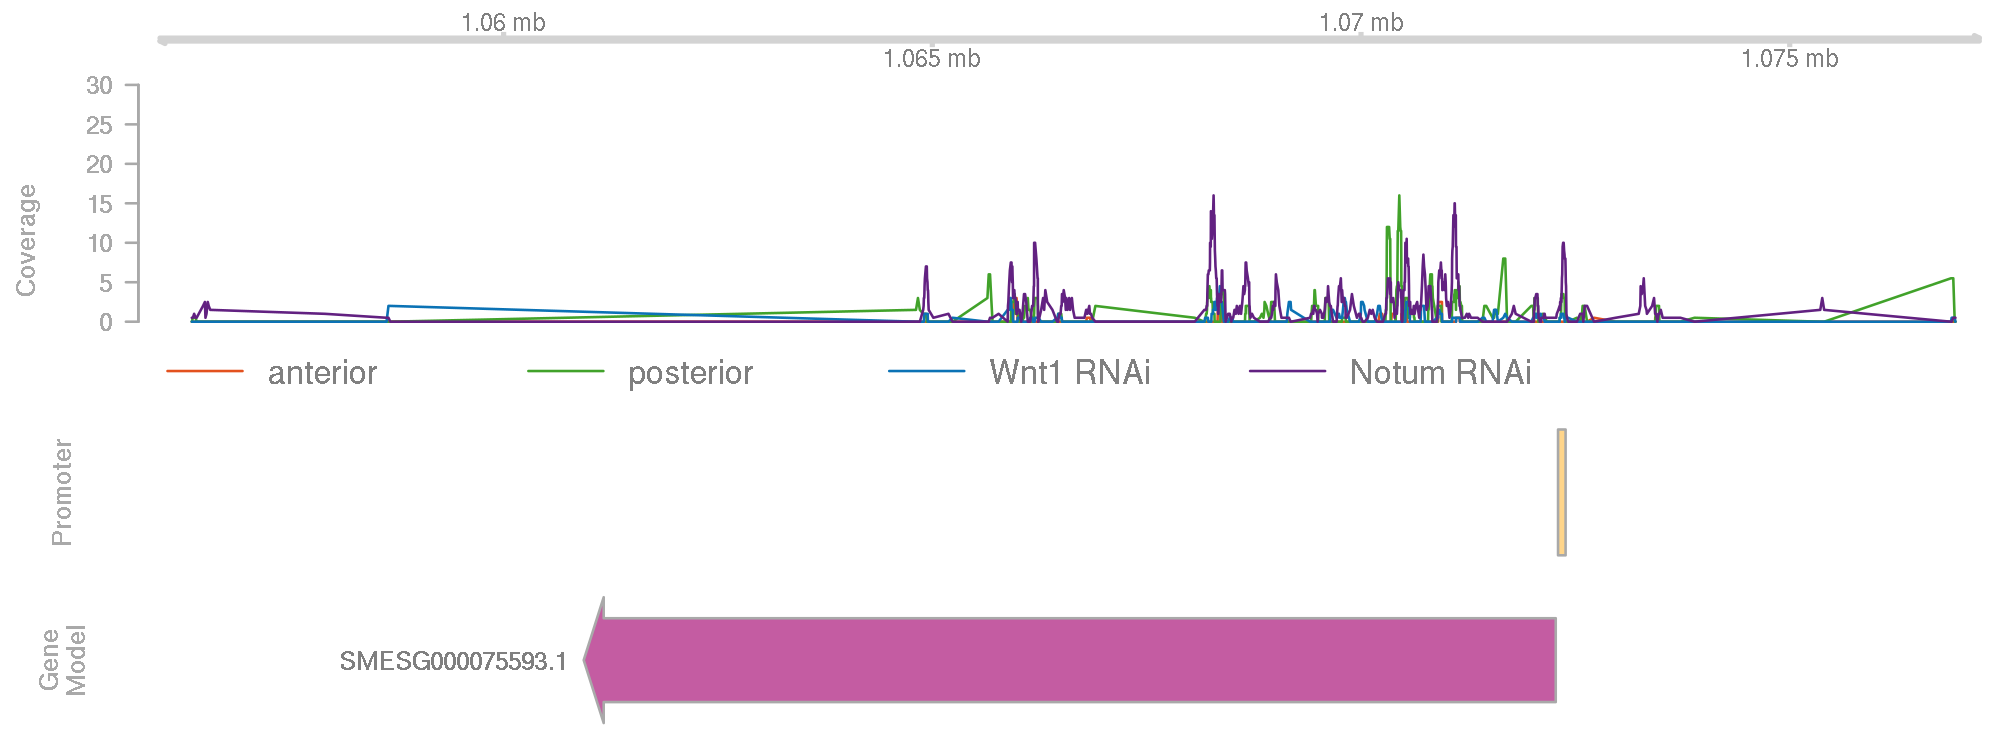 1.06 mb
1.07 mb
1.065 mb
1.075 mb
Coverage
30
25
20
15
10
5
0
anterior
posterior
Wnt1 RNAi
Notum RNAi
Promoter
Gene
Model
SMESG000075593.1